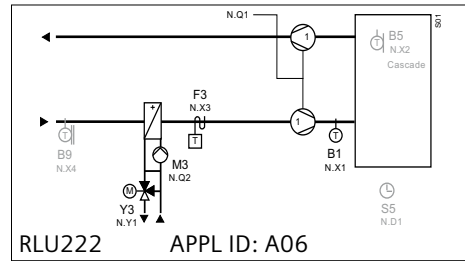 N.Q1
1
S01
B5
T
N.X2
Cascade
F3
N.X3
+
T
1
T
B9
N.X4
T
B1
N.X1
M3
N.Q2
M
Y3
N.Y1
S5
N.D1
RLU222 APPL ID: A06